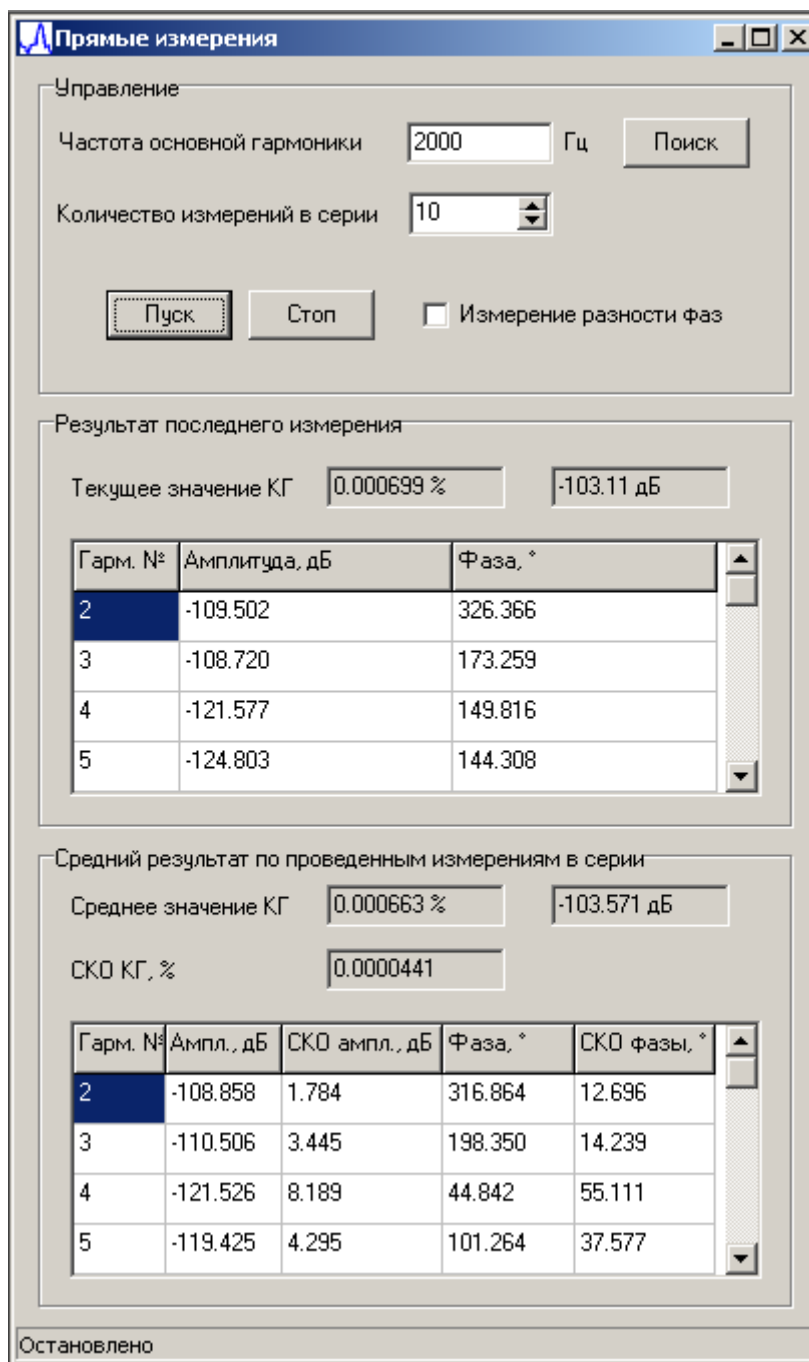 Прямые измерения
Управление
Частота основной гармоники 2000 Гц Поиск
Количество измерений в серии 10
Пуск Стоп Измерение разности фаз
Результат последнего измерения
Текущее значение КГ 0.000699 % -103.11 дБ
Гарм. № Амплитуда, дБ Фаза, °
2 -109.502 326.366
3 -108.720 173.259
4 -121.577 149.816
5 -124.803 144.308
Средний результат по проведенным измерениям в серии
Среднее значение КГ 0.000663 % -103.571 дБ
СКО КГ, % 0.0000441
Гарм. № Ампл., дБ СКО ампл., дБ Фаза, ° СКО фазы, °
2 -108.858 1.784 316.864 12.696
3 -110.506 3.445 198.350 14.239
4 -121.526 8.189 44.842 55.111
5 -119.425 4.295 101.264 37.577
Остановлено